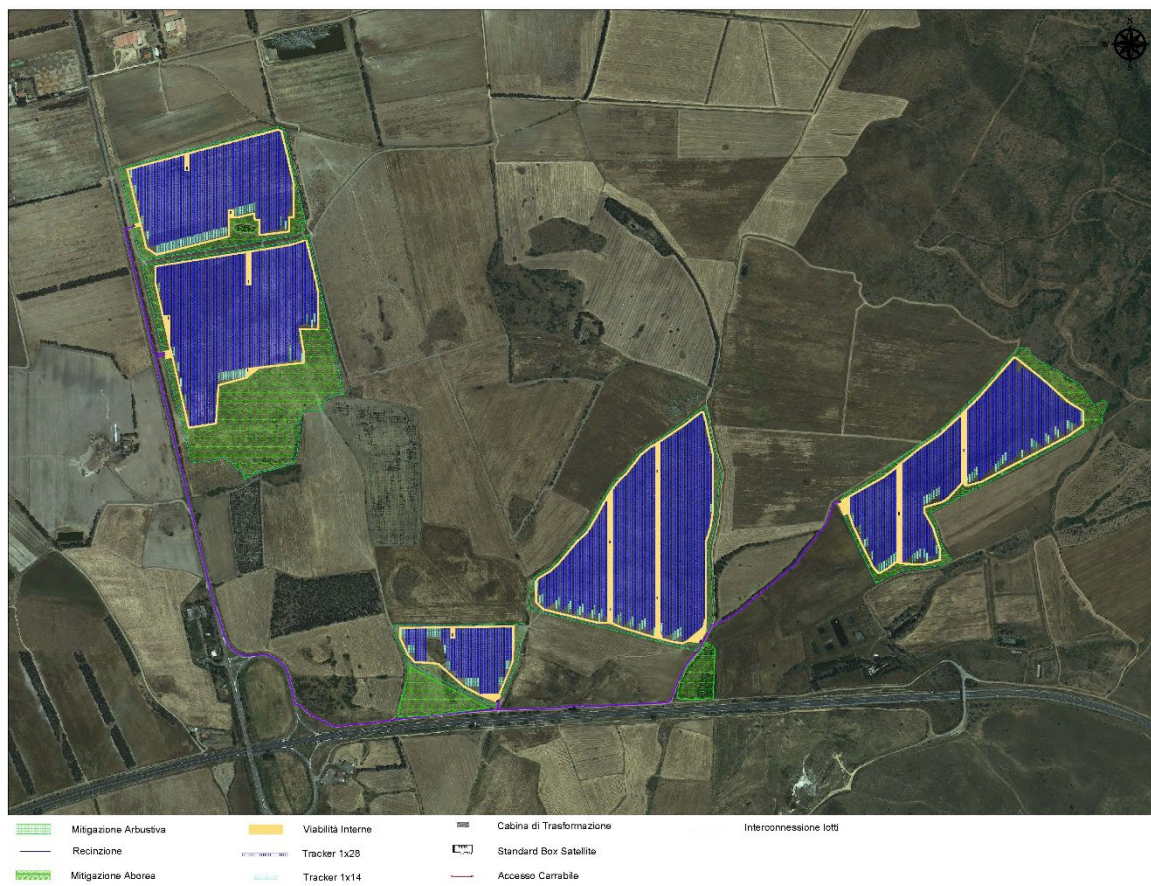 N
Mitigazione Arbustiva
Viabilità Interne
Cabina di Trasformazione
Interconnessione lotti
Recinzione
Tracker 1x28
Standard Box Satellite
Mitigazione Aborea
Tracker 1x14
Accesso Carrabile